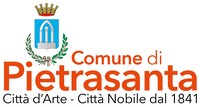 Comune di
Pietrasanta
Città d'Arte - Città Nobile dal 1841